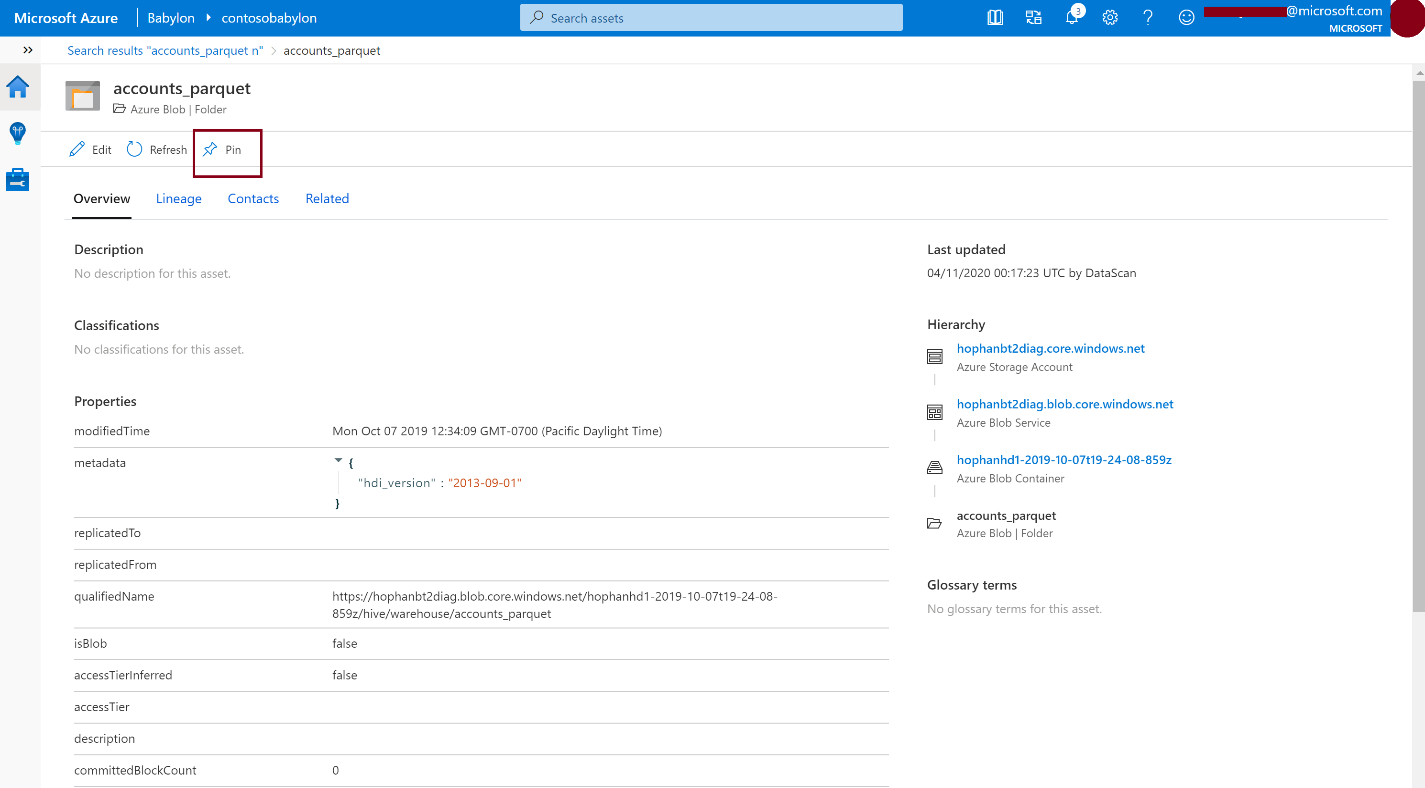 Microsoft Azure Babylon contosobabylon Search assets 3 @microsoft.com
MICROSOFT
Search results "accounts_parquet n" > accounts_parquet
accounts_parquet
Azure Blob | Folder
Edit Refresh Pin
Overview Lineage Contacts Related
Description
No description for this asset.
Classifications
No classifications for this asset.
Properties
modifiedTime Mon Oct 07 2019 12:34:09 GMT-0700 (Pacific Daylight Time)
metadata {
"hdi_version" : "2013-09-01"
}
replicatedTo
replicatedFrom
qualifiedName https://hophanbt2diag.blob.core.windows.net/hophanhd1-2019-10-07t19-24-08-
859z/hive/warehouse/accounts_parquet
isBlob false
accessTierInferred false
accessTier
description
committedBlockCount 0
Last updated
04/11/2020 00:17:23 UTC by DataScan
Hierarchy
hophanbt2diag.core.windows.net
Azure Storage Account
hophanbt2diag.blob.core.windows.net
Azure Blob Service
hophanhd1-2019-10-07t19-24-08-859z
Azure Blob Container
accounts_parquet
Azure Blob | Folder
Glossary terms
No glossary terms for this asset.